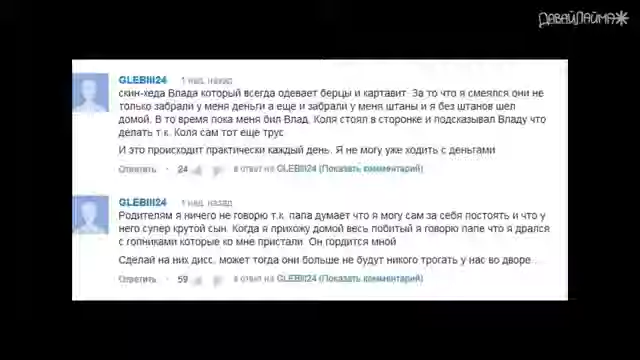 ДАВАЙЛАЙМА
GLEBIII24 1 нед. назад
скин-хеда Влада который всегда одевает берцы и картавит. За то что я смеялся они не
только забрали у меня деньги а еще и забрали у меня штаны и я без штанов шел
домой. В то время пока меня бил Влад, Коля стоял в сторонке и подсказывал Владу что
делать т.к. Коля сам тот еще трус
И это происходит практически каждый день. Я не могу уже ходить с деньгами
Ответить · 24 в ответ на GLEBIII24 (Показать комментарий)
GLEBIII24 1 нед. назад
Родителям я ничего не говорю т.к. папа думает что я могу сам за себя постоять и что у
него супер крутой сын. Когда я прихожу домой весь побитый я говорю папе что я дрался
с гопниками которые ко мне пристали. Он гордится мной
Сделай на них дисс, может тогда они больше не будут никого трогать у нас во дворе...
Ответить · 59 в ответ на GLEBIII24 (Показать комментарий)